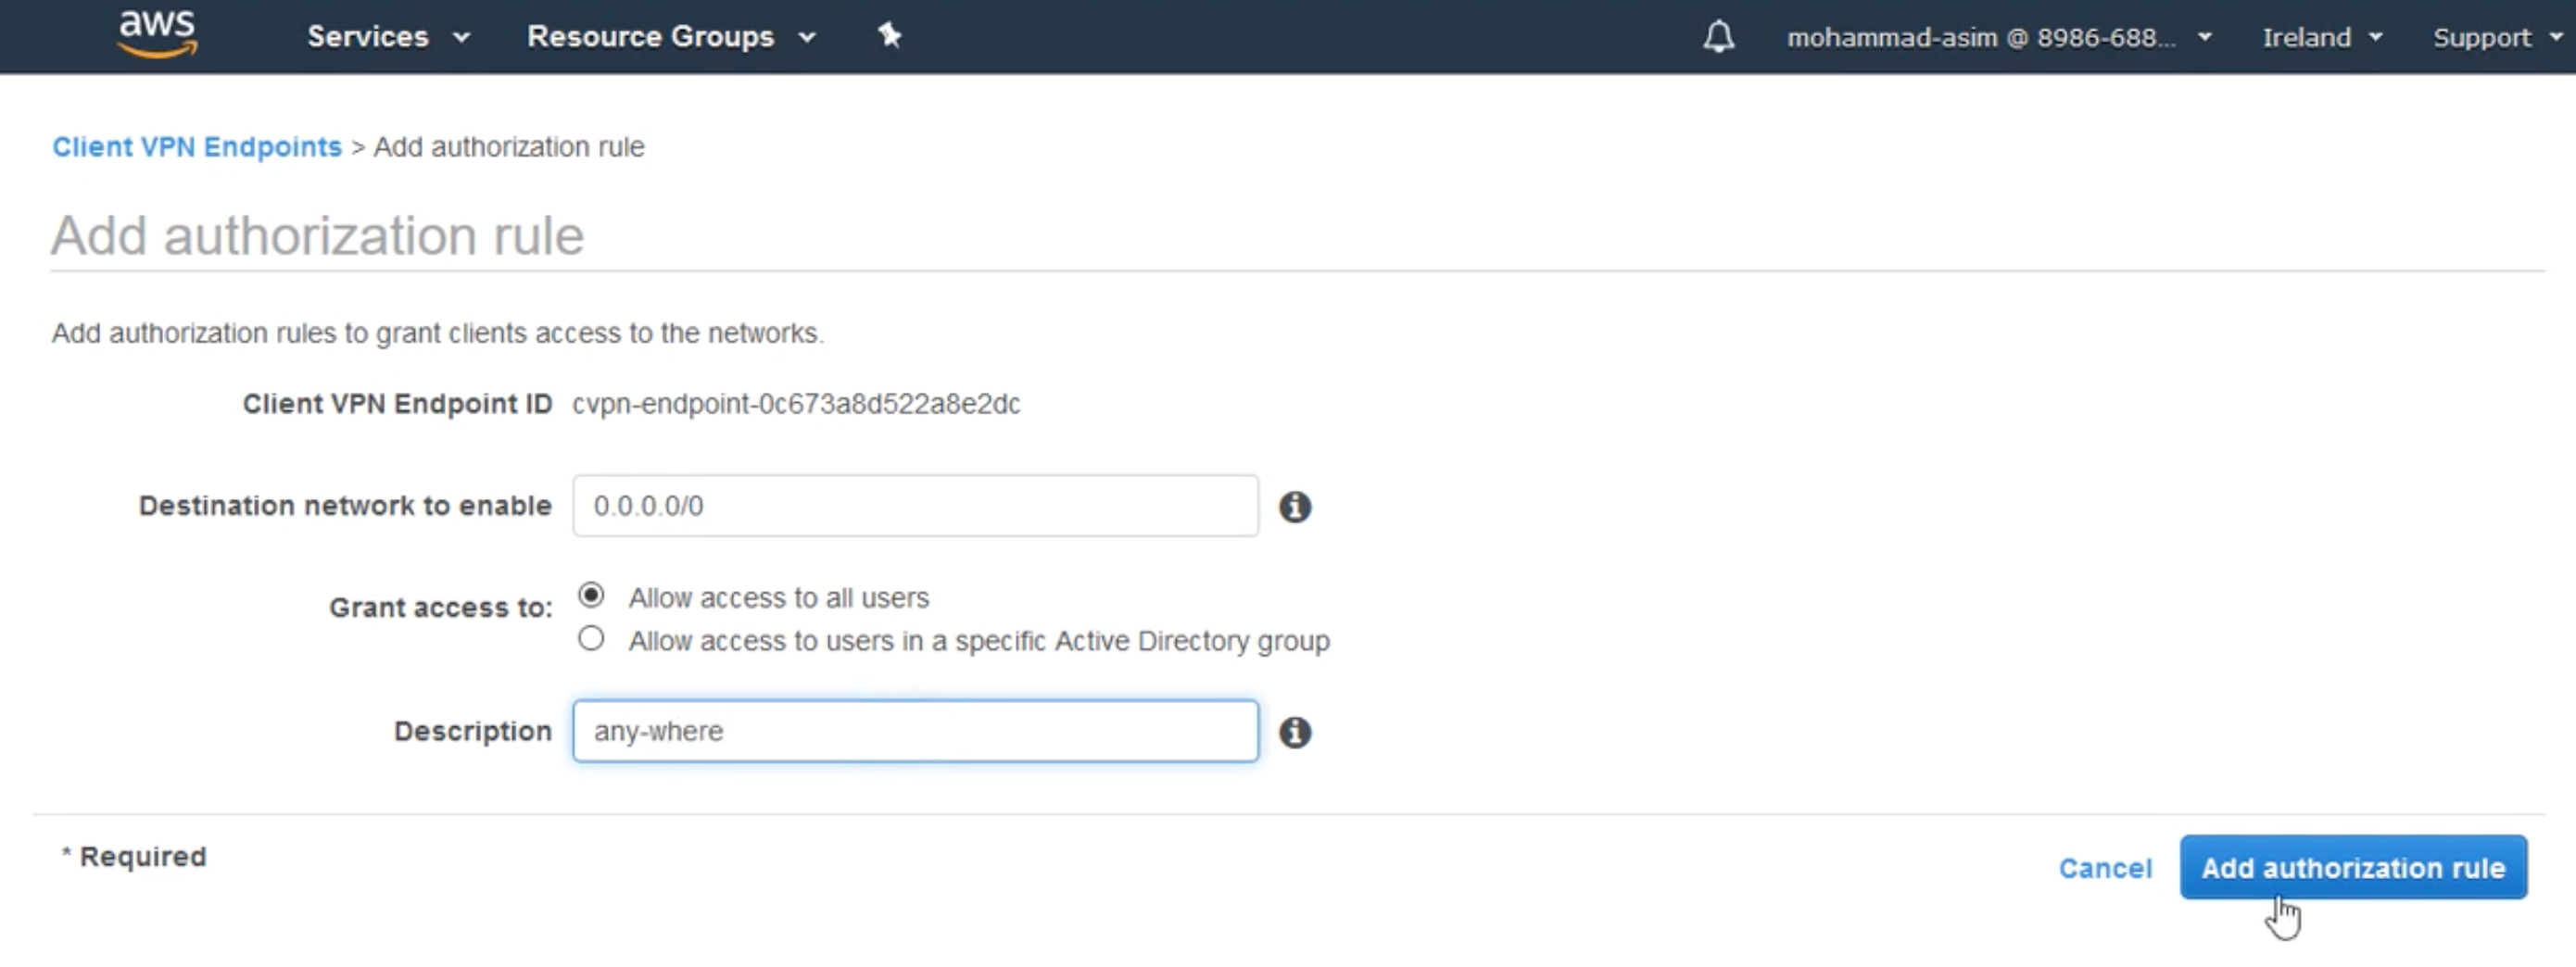 aws Services Resource Groups mohammad-asim @ 8986-688... Ireland Support
Client VPN Endpoints > Add authorization rule
Add authorization rule
Add authorization rules to grant clients access to the networks.
Client VPN Endpoint ID cvpn-endpoint-0c673a8d522a8e2dc
Destination network to enable 0.0.0.0/0
Grant access to: Allow access to all users
Allow access to users in a specific Active Directory group
Description any-where
* Required
Cancel Add authorization rule